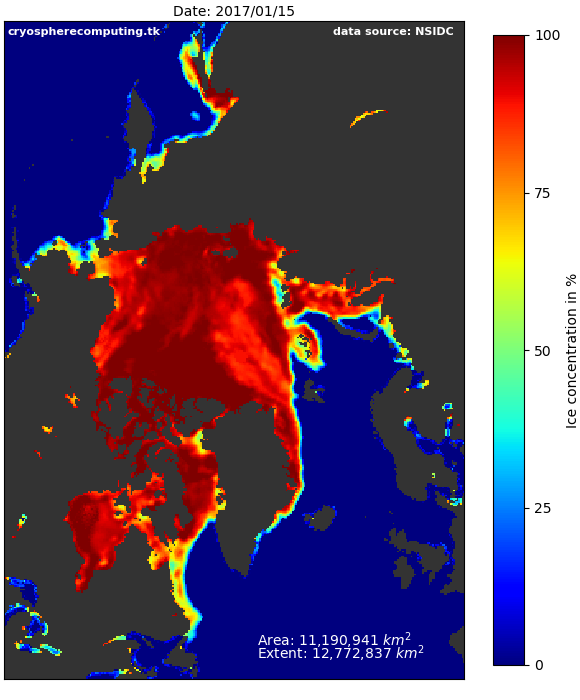 Date: 2017/01/15
cryospherecomputing.tk
data source: NSIDC
100
75
50
25
0
Ice concentration in %
Area: 11,190,941 km²
Extent: 12,772,837 km²